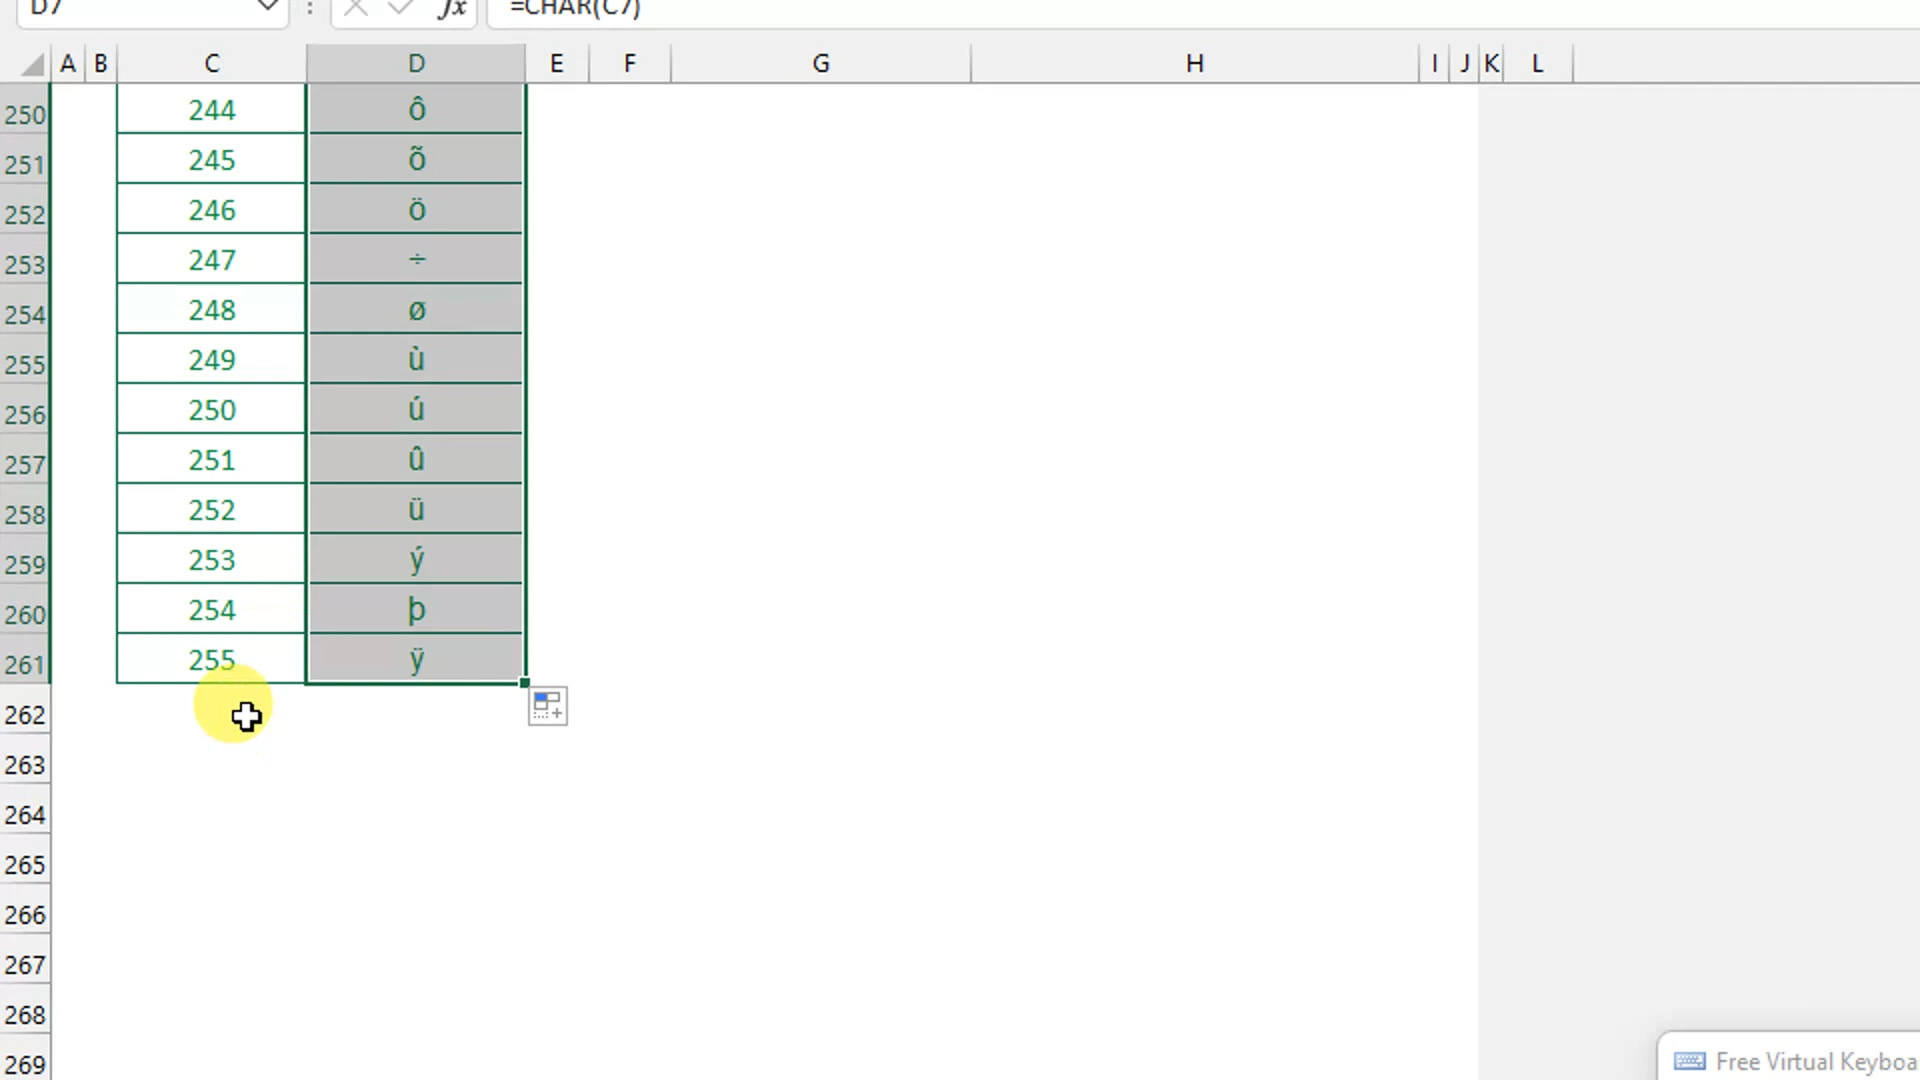 D7 fx =CHAR(C7)
A B C D E F G H I J K L
250 244 ô
251 245 õ
252 246 ö
253 247 ÷
254 248 ø
255 249 ù
256 250 ú
257 251 û
258 252 ü
259 253 ý
260 254 þ
261 255 ÿ
262
263
264
265
266
267
268
269
Free Virtual Keyboa